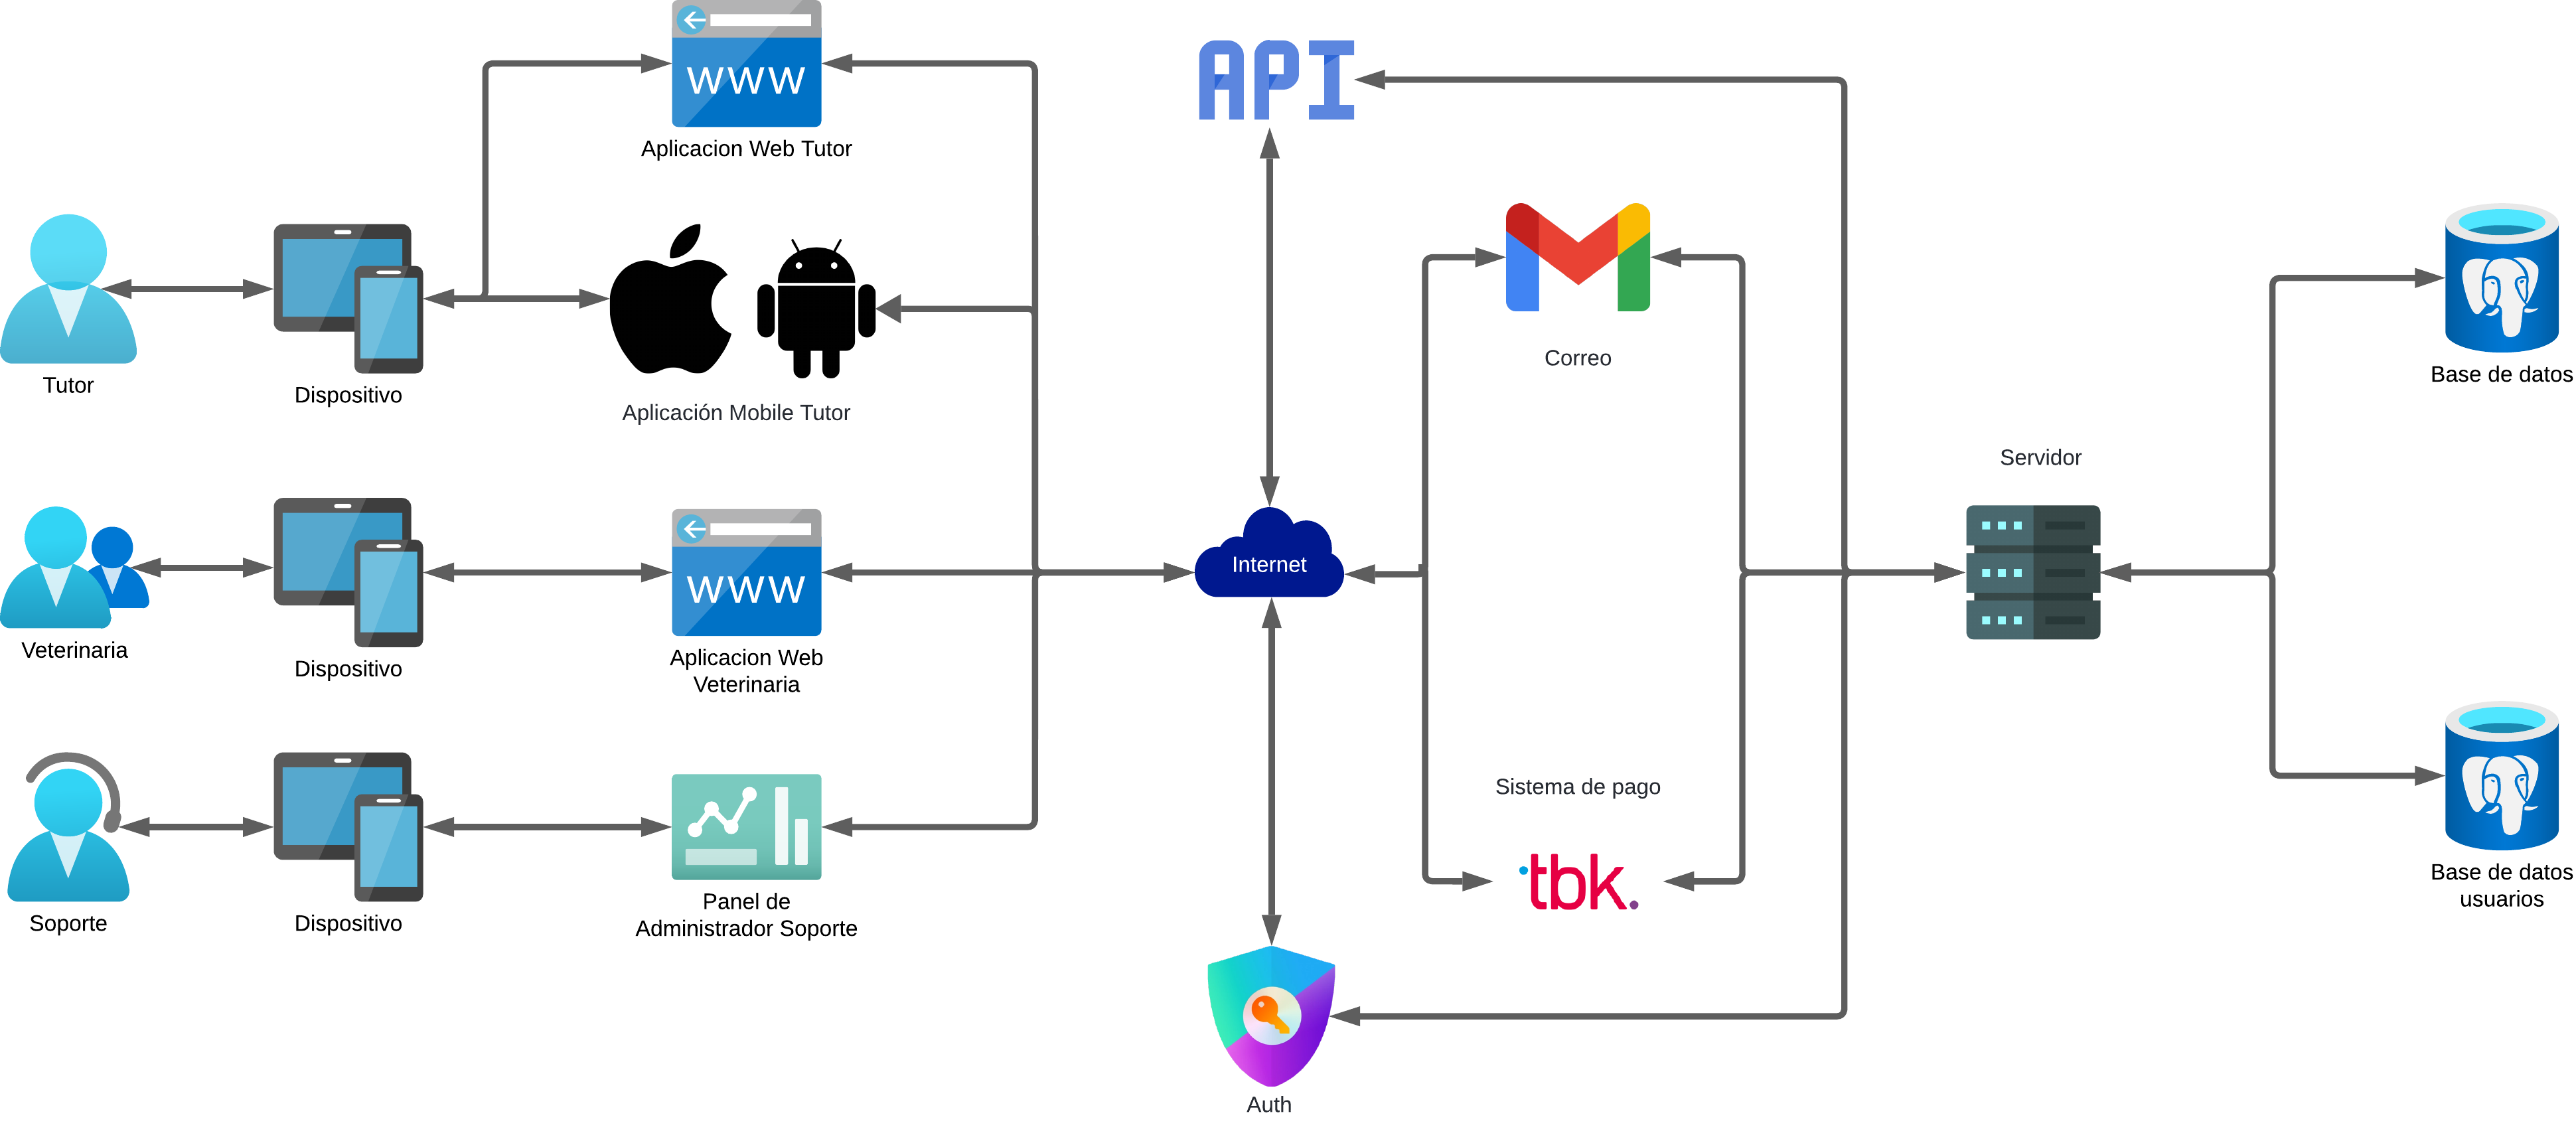 WWW
Aplicacion Web Tutor
API
Tutor
Dispositivo
Aplicación Mobile Tutor
Correo
Base de datos
Servidor
Internet
WWW
Veterinaria
Dispositivo
Aplicacion Web
Veterinaria
Sistema de pago
tbk.
Soporte
Dispositivo
Panel de
Administrador Soporte
Base de datos
usuarios
Auth